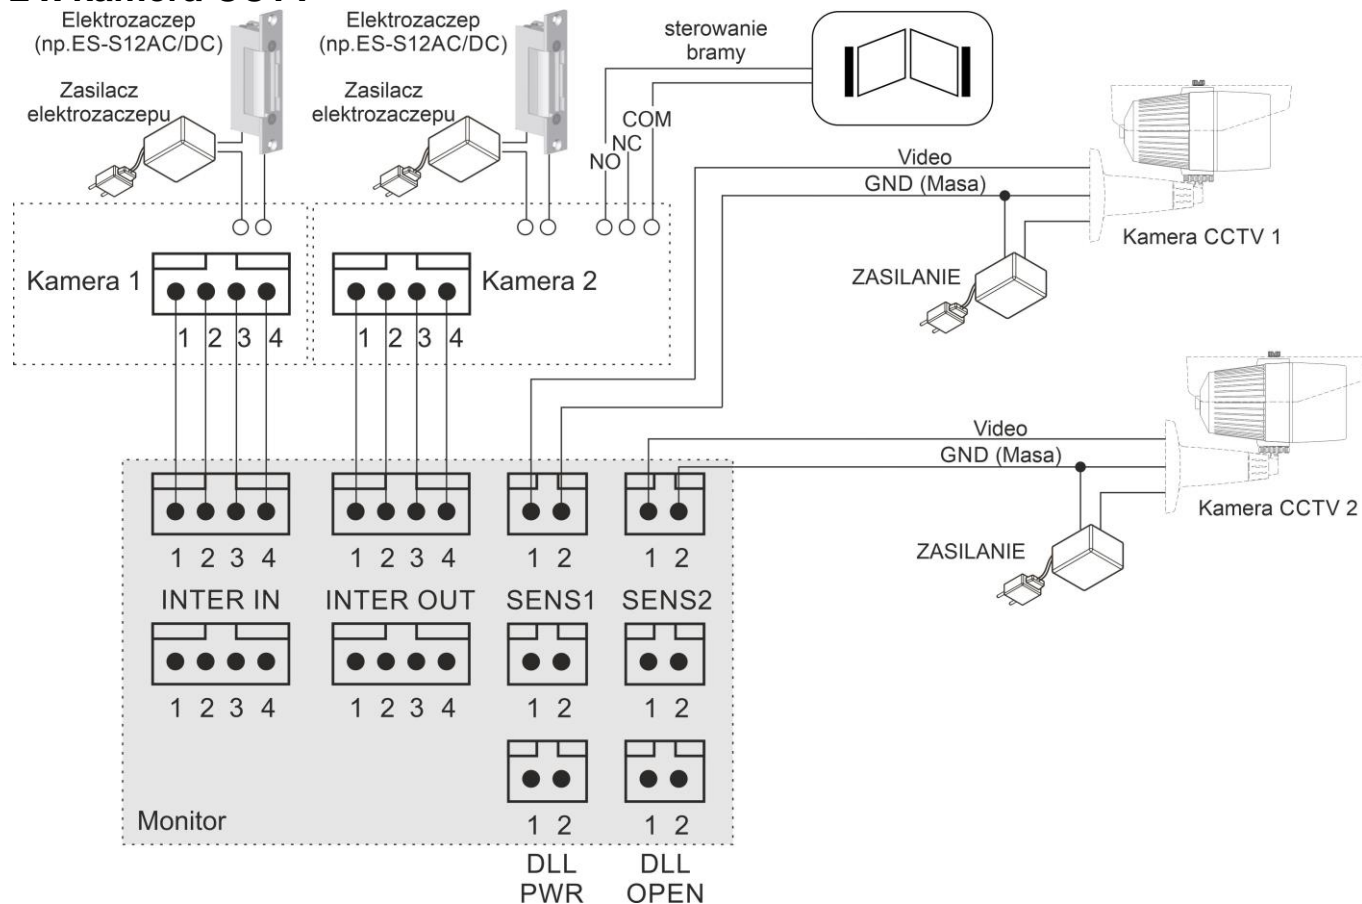 Elektrozaczep
(np.ES-S12AC/DC)
Zasilacz
elektrozaczepu
Elektrozaczep
(np.ES-S12AC/DC)
Zasilacz
elektrozaczepu
sterowanie
bramy
NO
NC
COM
Video
GND (Masa)
Kamera CCTV 1
ZASILANIE
Kamera 1
1 2 3 4
Kamera 2
1 2 3 4
Video
GND (Masa)
Kamera CCTV 2
ZASILANIE
1 2 3 4
1 2 3 4
1 2
1 2
INTER IN
INTER OUT
SENS1
SENS2
1 2 3 4
1 2 3 4
1 2
1 2
Monitor
1 2
1 2
DLL
PWR
DLL
OPEN